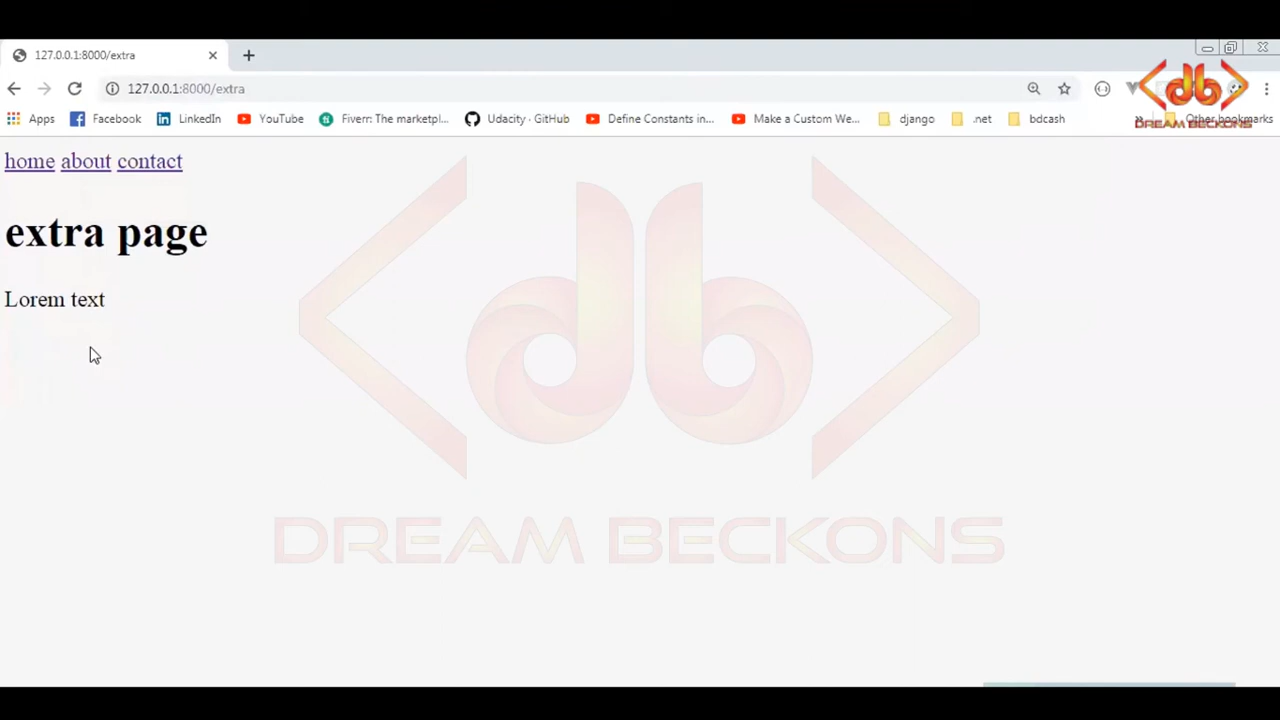 127.0.0.1:8000/extra
127.0.0.1:8000/extra
Apps Facebook LinkedIn YouTube Fiverr: The marketpl... Udacity · GitHub Define Constants in... Make a Custom We... django .net bdcash » Other bookmarks
DREAM BECKONS
home about contact
extra page
Lorem text
DREAM BECKONS